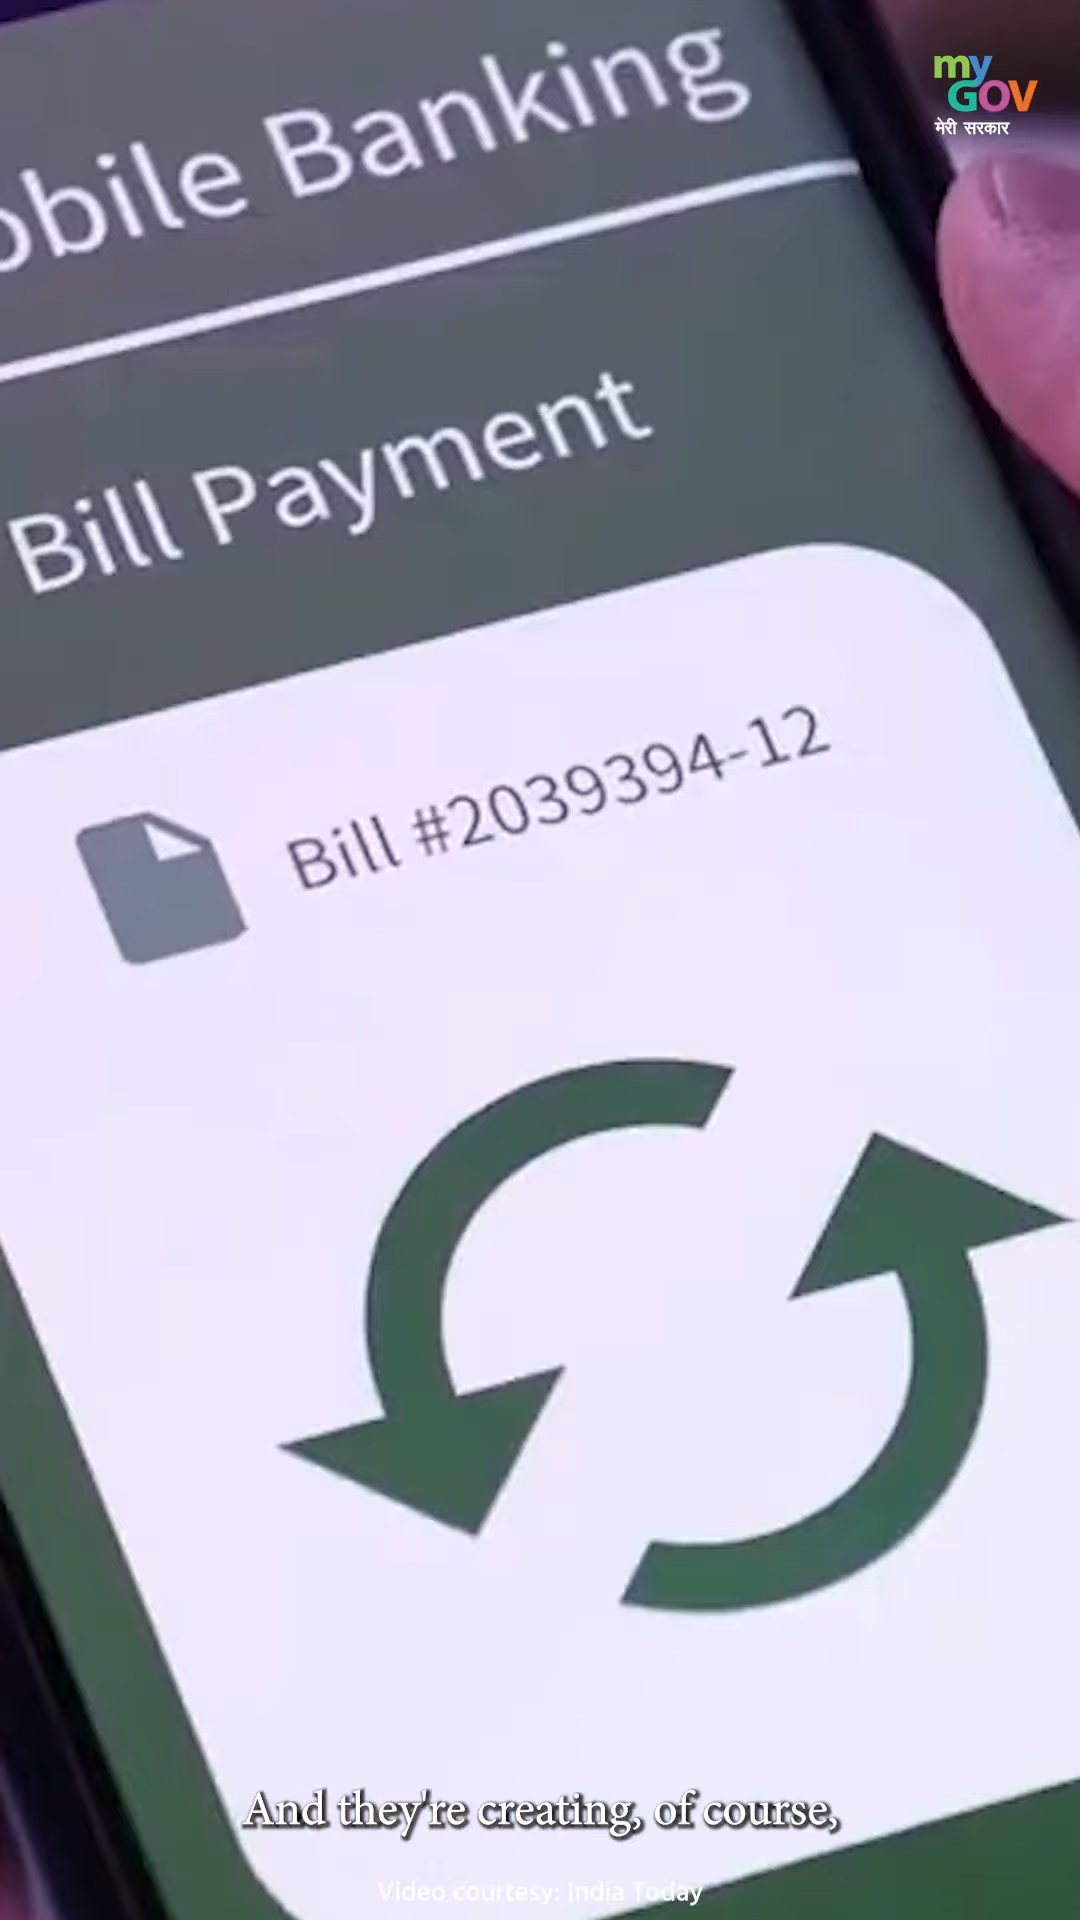 my
GOV
मेरी सरकार
obile Banking
Bill Payment
Bill #2039394-12
And they're creating, of course,
Video courtesy: India Today